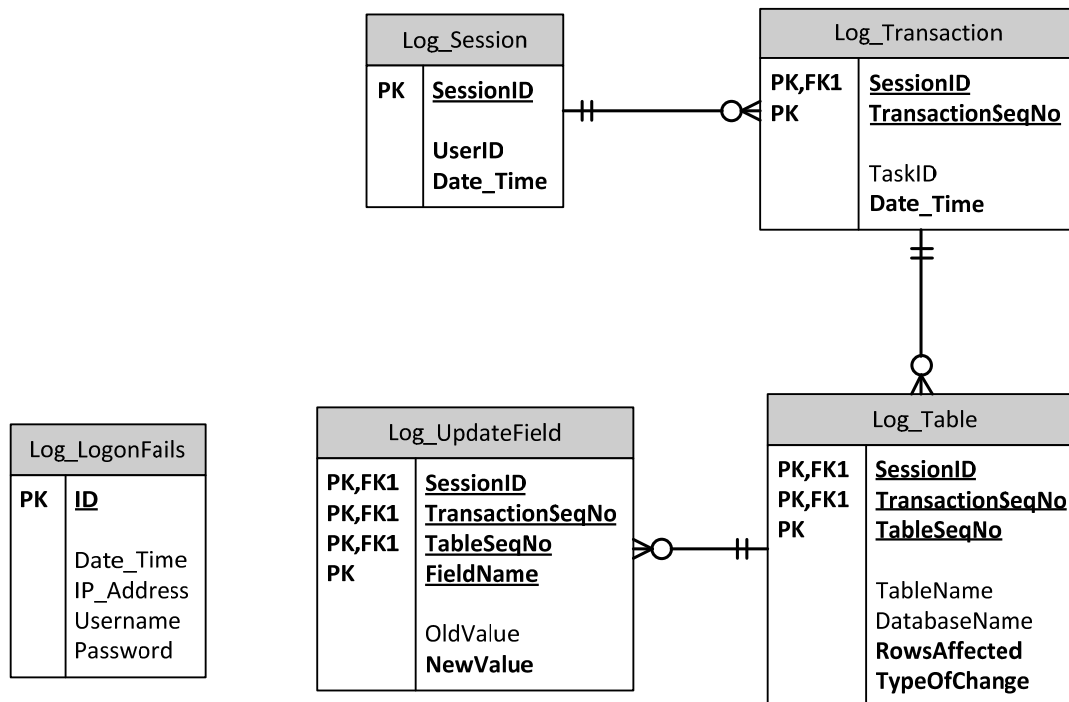 Log_Session
PK SessionID
UserID
Date_Time
Log_Transaction
PK,FK1 SessionID
PK TransactionSeqNo
TaskID
Date_Time
Log_LogonFails
PK ID
Date_Time
IP_Address
Username
Password
Log_UpdateField
PK,FK1 SessionID
PK,FK1 TransactionSeqNo
PK,FK1 TableSeqNo
PK FieldName
OldValue
NewValue
Log_Table
PK,FK1 SessionID
PK,FK1 TransactionSeqNo
PK TableSeqNo
TableName
DatabaseName
RowsAffected
TypeOfChange